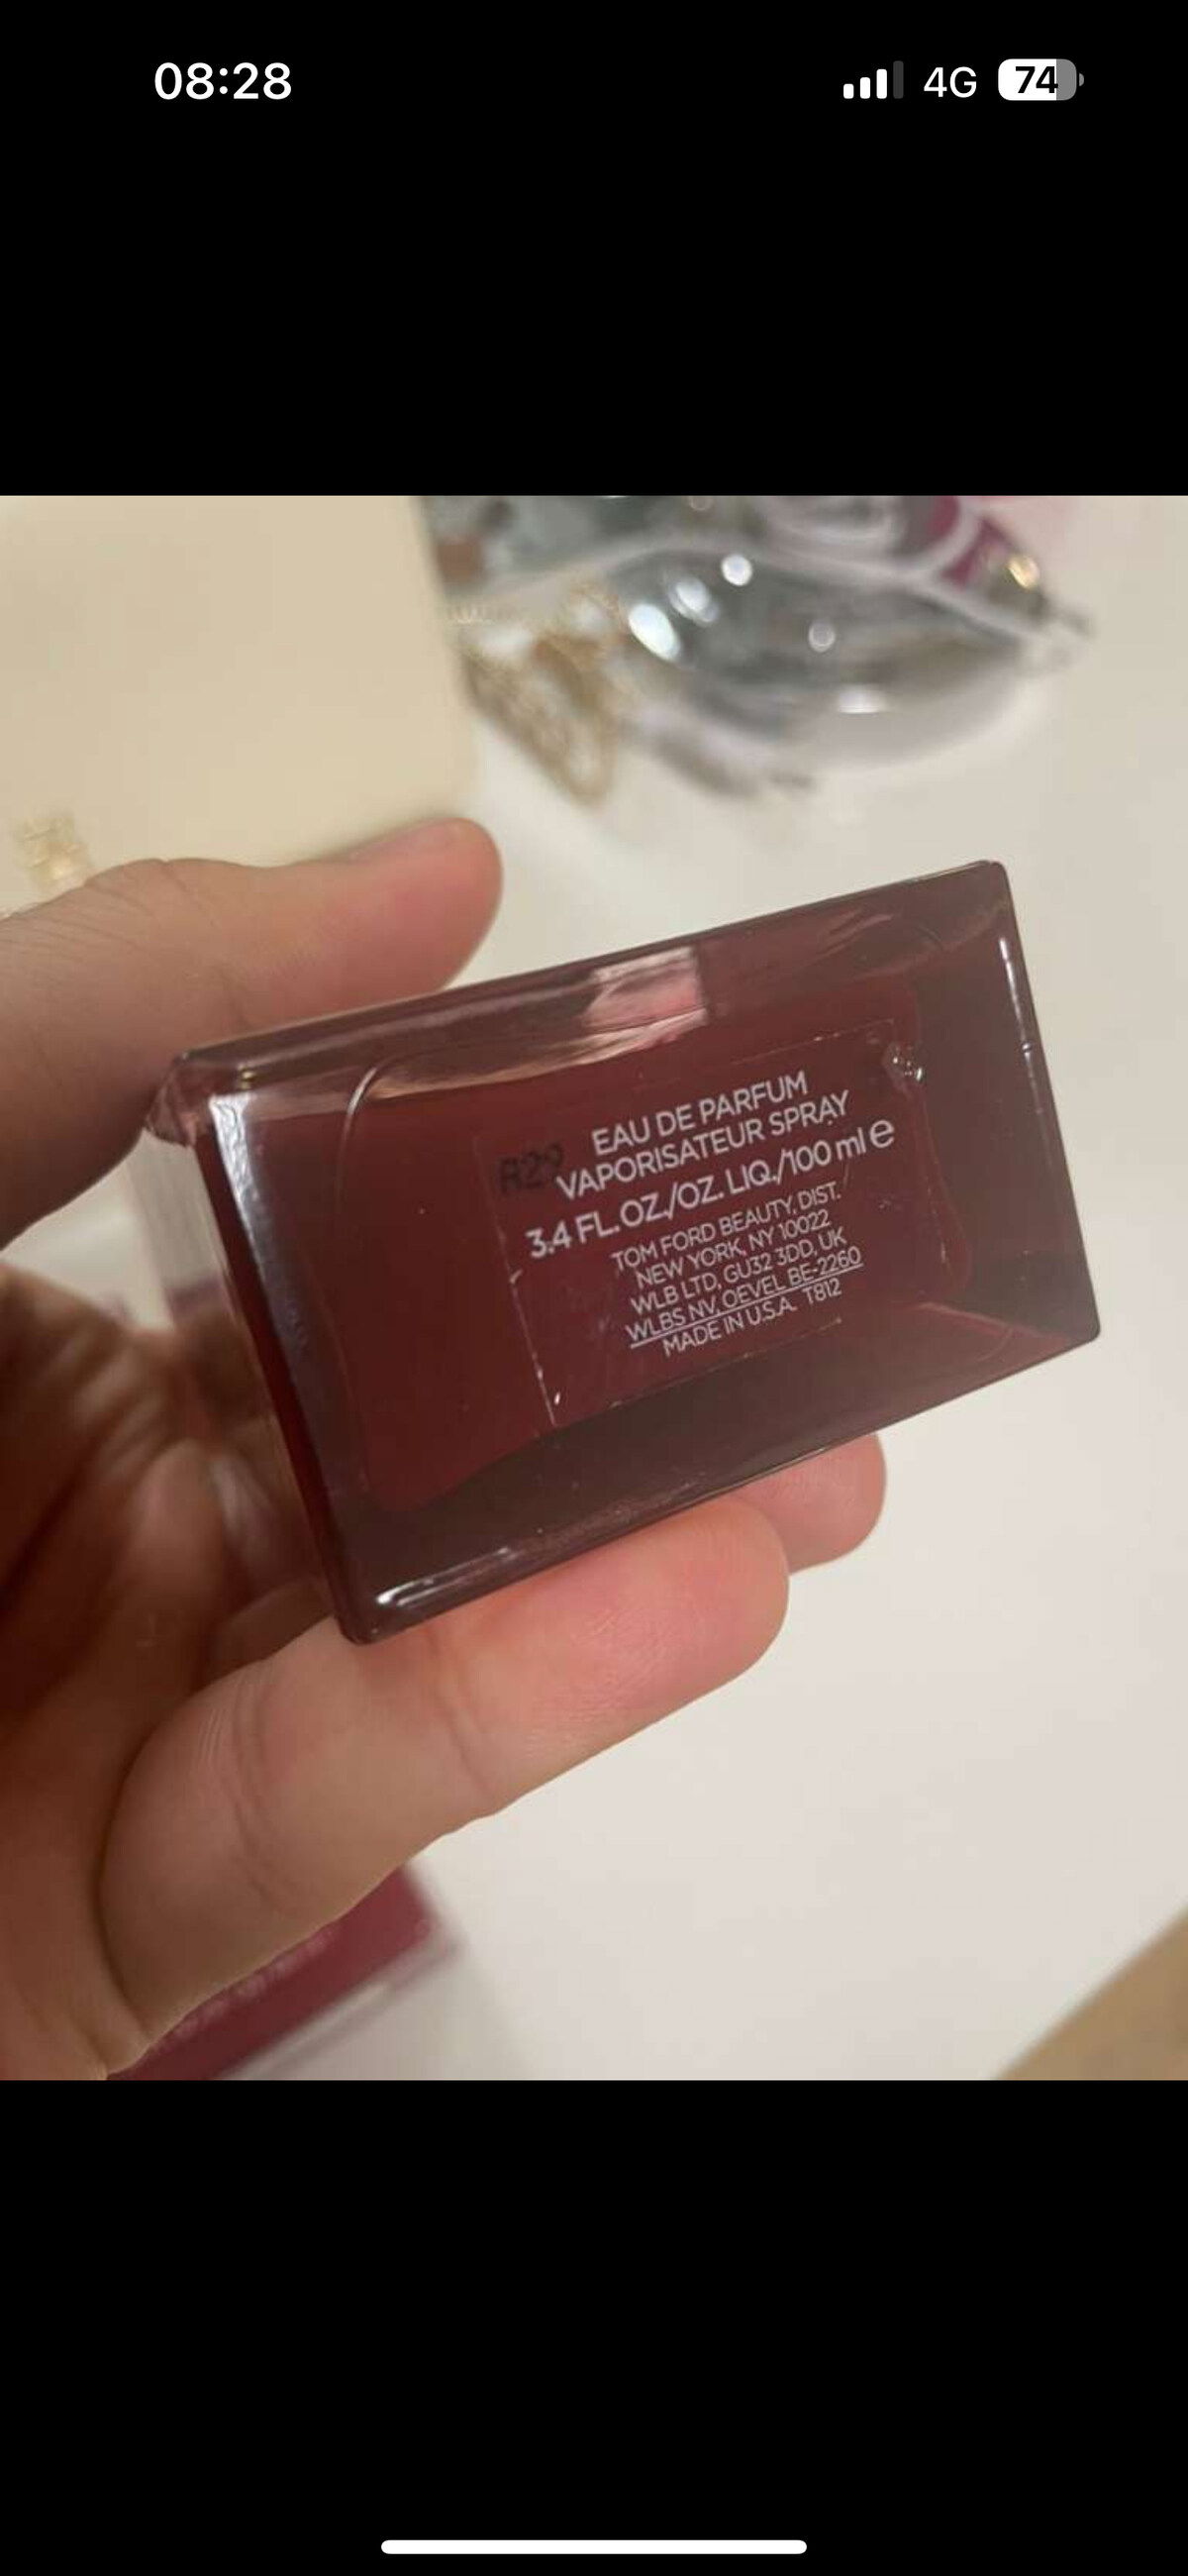 08:28
4G
74
EAU DE PARFUM
VAPORISATEUR SPRAY
3.4 FL.OZ./OZ. LIQ./100 ml e
TOM FORD BEAUTY, DIST.
NEW YORK, NY 10022
WLB LTD, GU32 3DD, UK
WLBS NV, OEVEL BE-2260
MADE IN U.S.A. T812